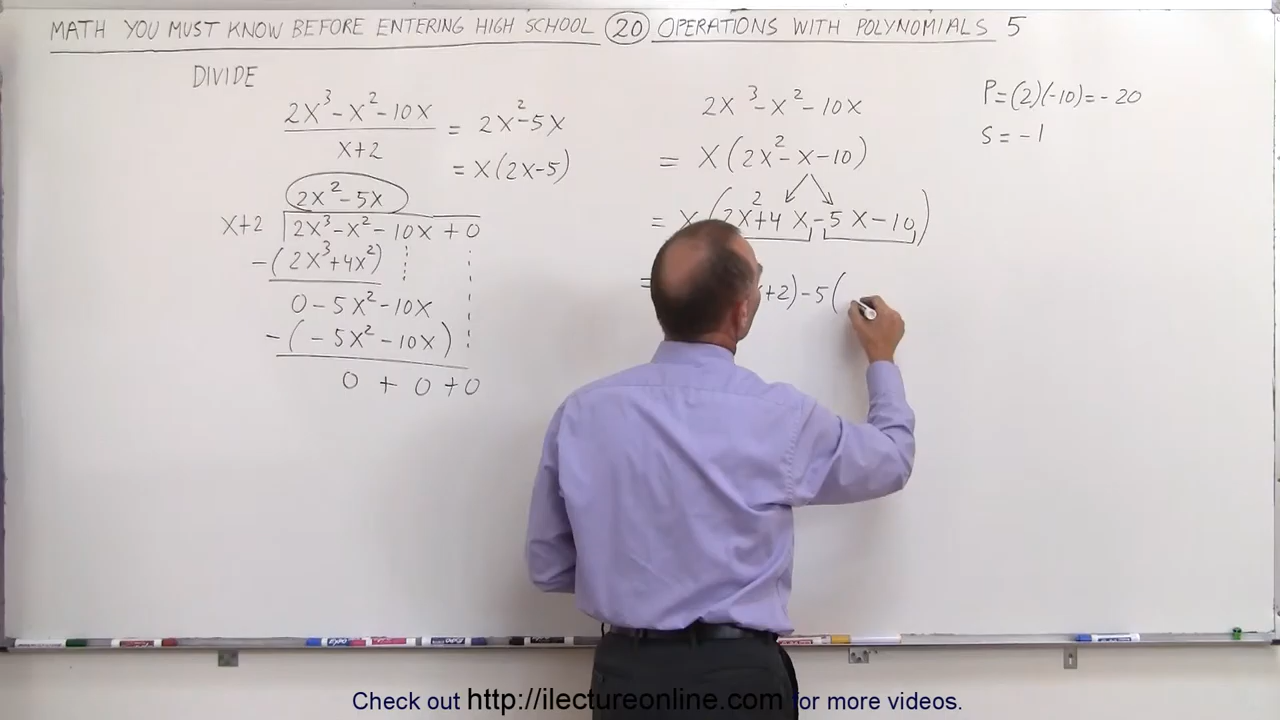 MATH YOU MUST KNOW BEFORE ENTERING HIGH SCHOOL 20 OPERATIONS WITH POLYNOMIALS 5
DIVIDE
2X³-X²-10X
X+2
= 2X²-5X
= X(2X-5)
2X²-5X
X+2
2X³-X²-10X+0
-(2X³+4X²)
0-5X²-10X
-(-5X²-10X)
0 + 0 + 0
2X³-X²-10X
= X(2X²-X-10)
= X(2X²+4X-5X-10)
=
+2)-5(
P=(2)(-10)=-20
S=-1
EXPO
Check out http://ilectureonline.com for more videos.